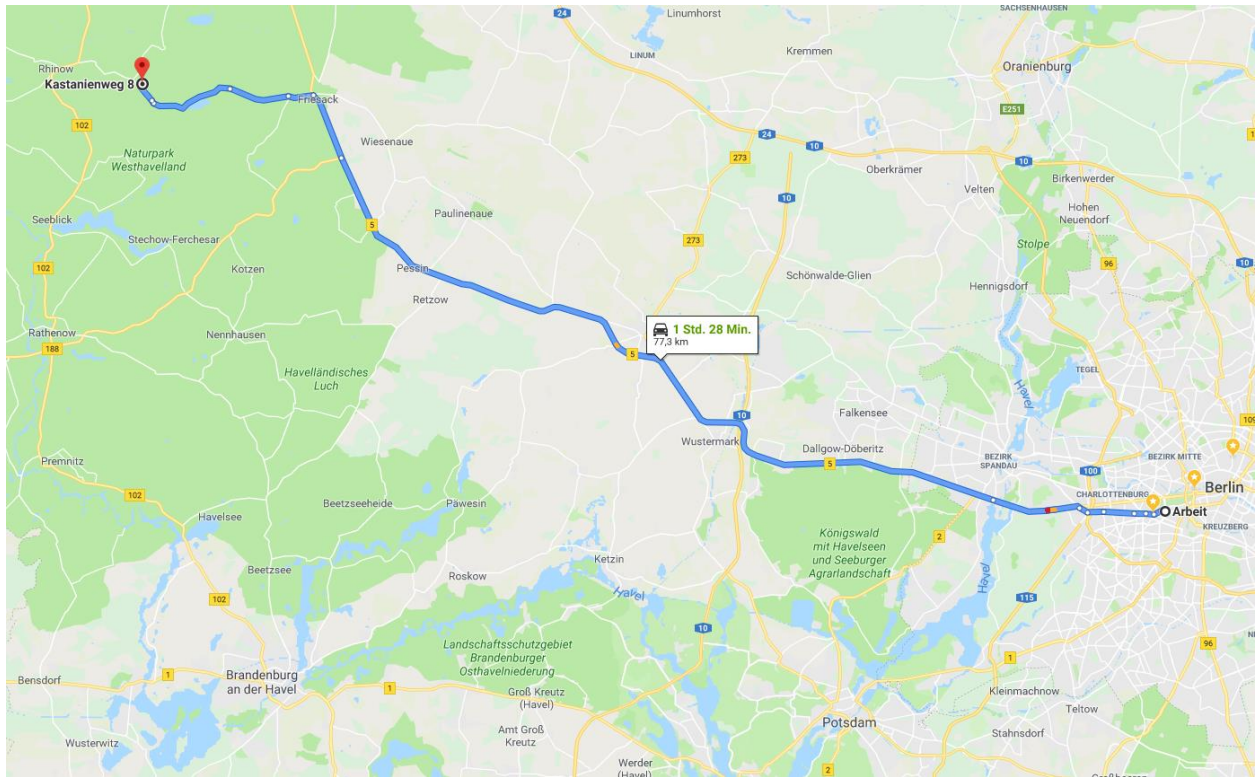 SACHSENHAUSEN
24
Linumhorst
Kremmen
LINUM
Oranienburg
Rhinow
Kastanienweg 8
Friesack
E251
102
24
10
Wiesenaue
273
10
Naturpark
Westhavelland
Oberkrämer
Birkenwerder
10
Velten
Hohen
Neuendorf
Paulinenaue
Seeblick
5
Stechow-Ferchesar
273
Stolpe
96
10
102
Kotzen
Pessin
Schönwalde-Glien
Hennigsdorf
Retzow
Rathenow
188
Nennhausen
1 Std. 28 Min.
77,3 km
5
Havelländisches
Luch
TEGEL
Havel
10
Falkensee
109
Wustermark
Dallgow-Döberitz
BEZIRK
SPANDAU
BEZIRK MITTE
Premnitz
5
100
102
Beetzseeheide
Päwesin
CHARLOTTENBURG
Berlin
Havelsee
Arbeit
KREUZBERG
Königswald
mit Havelseen
und Seeburger
Agrarlandschaft
2
Ketzin
Beetzsee
Roskow
Havel
Havel
102
115
10
Landschaftsschutzgebiet
Brandenburger
Osthavelniederung
96
1
Brandenburg
an der Havel
1
1
Bensdorf
Groß Kreutz
(Havel)
2
Kleinmachnow
Teltow
Potsdam
Amt Groß
Kreutz
Stahnsdorf
Wusterwitz
Werder
(Havel)